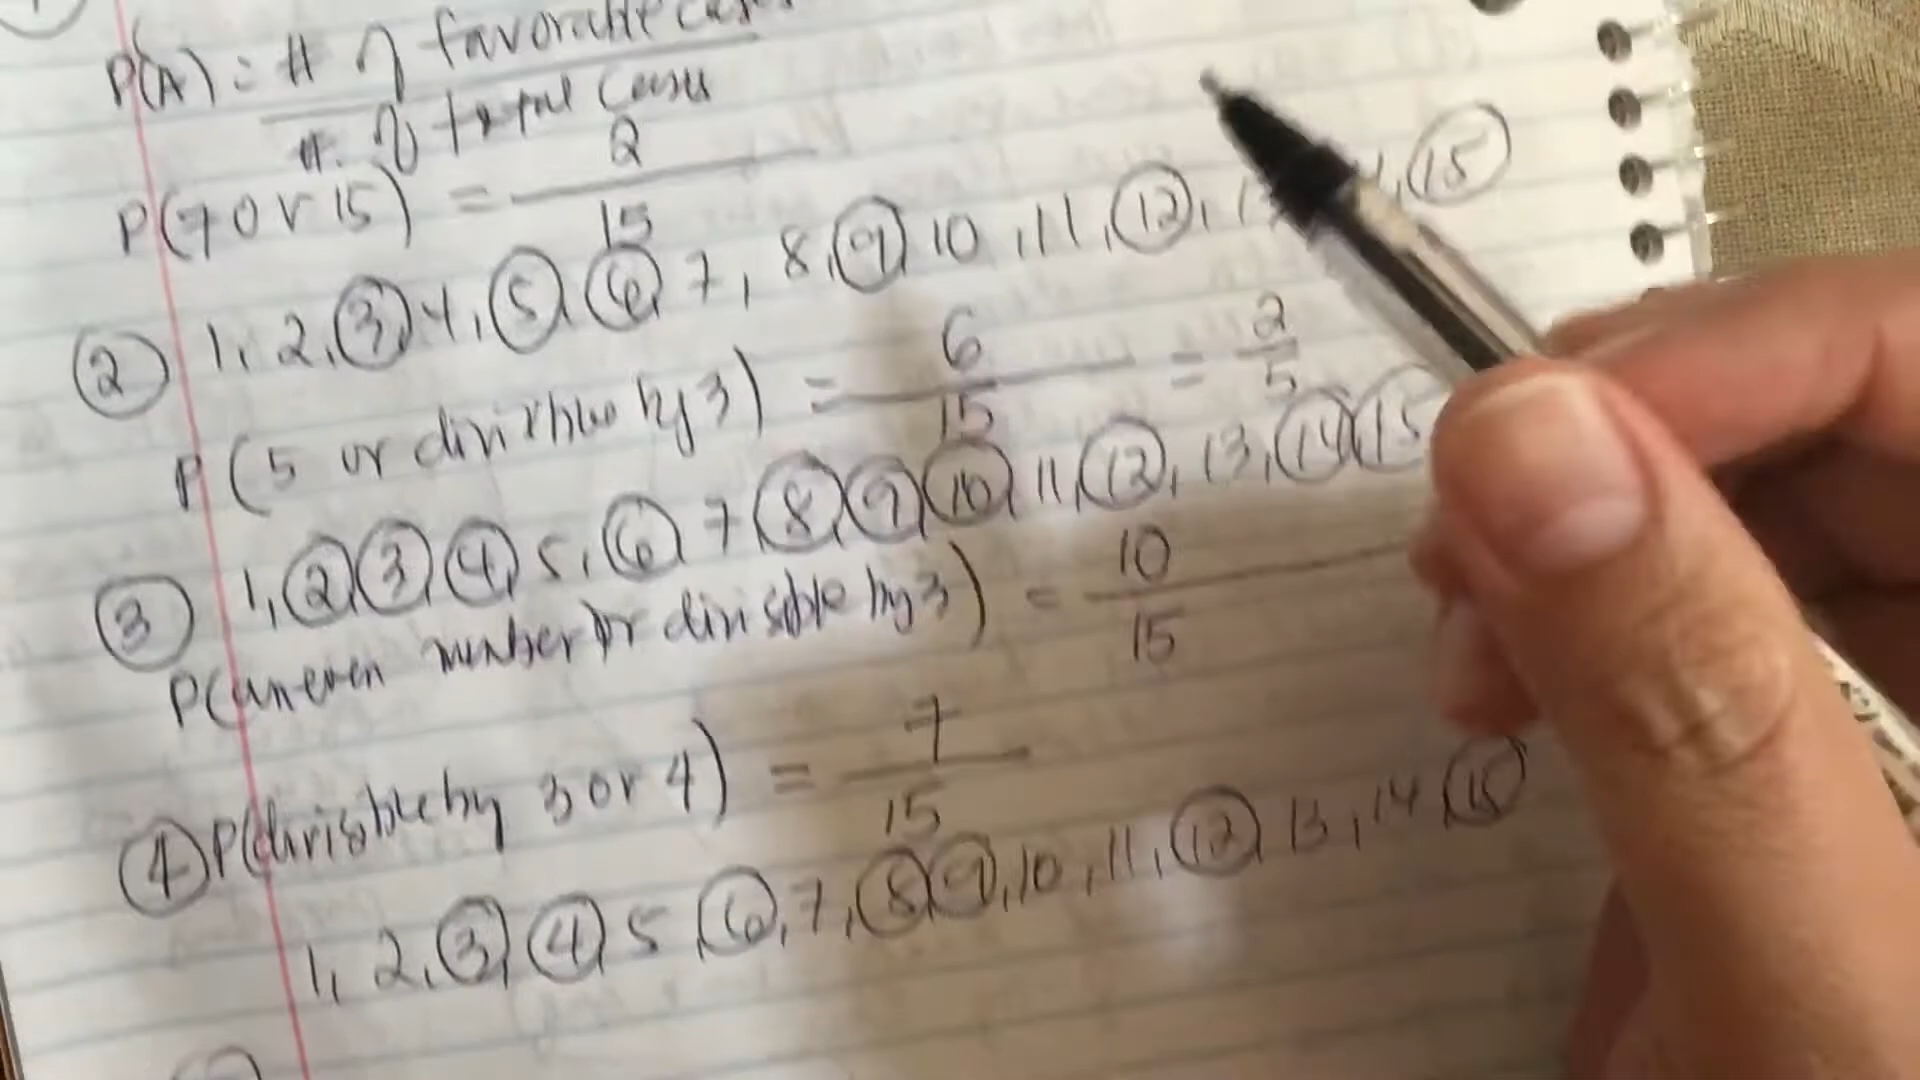 P(A) = # of favorable cases
# of total cases
P(7 or 15) = 2
15
② 1, 2, 3, 4, 5, 6, 7, 8, 9, 10, 11, 12, 15
P(5 or divisible by 3) = 6/15 = 2/5
③ 1, 2, 3, 4, 5, 6, 7, 8, 9, 10, 11, 12, 13, 14, 15
P(an even number or divisible by 3) = 10/15
④ P(divisible by 3 or 4) = 7/15
1, 2, 3, 4, 5, 6, 7, 8, 9, 10, 11, 12, 13, 14, 15